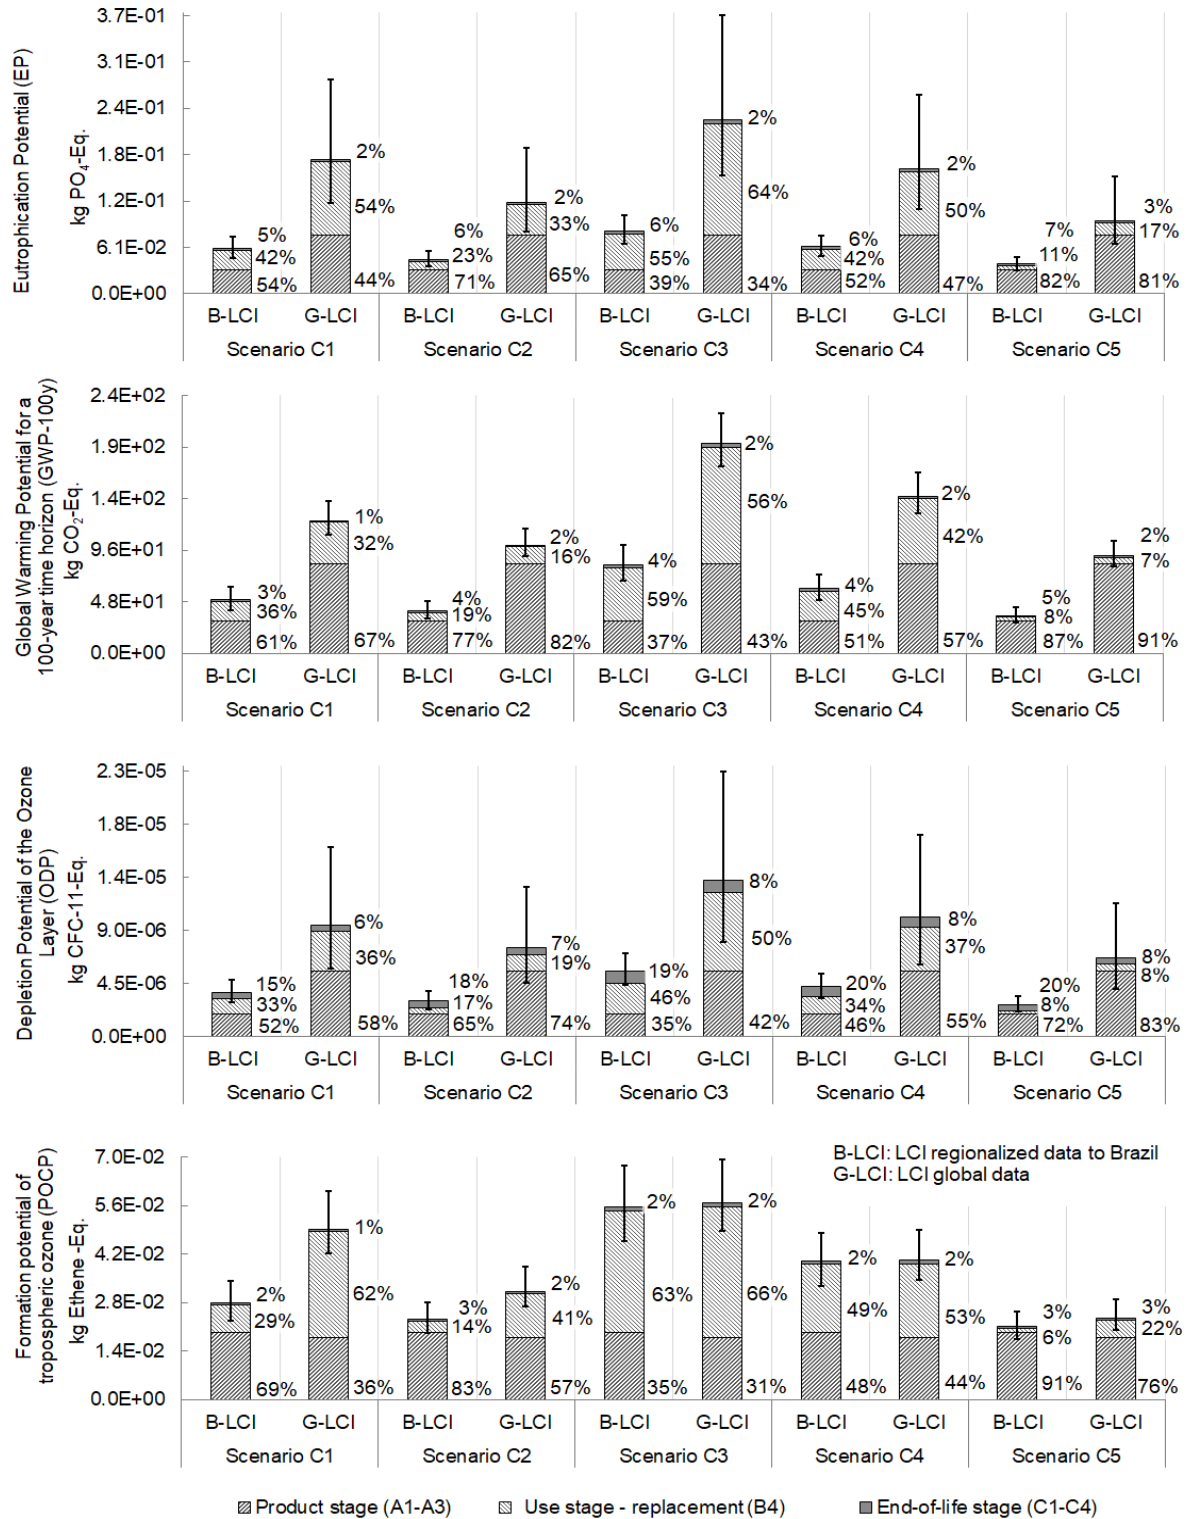 Eutrophication Potential (EP)
kg PO4-Eq.
3.7E-01
3.1E-01
2.4E-01
1.8E-01
1.2E-01
6.1E-02
0.0E+00
5%
42%
54%
2%
54%
44%
6%
23%
71%
2%
33%
65%
6%
55%
39%
2%
64%
34%
6%
42%
52%
2%
50%
47%
7%
11%
82%
3%
17%
81%
B-LCI G-LCI B-LCI G-LCI B-LCI G-LCI B-LCI G-LCI B-LCI G-LCI
Scenario C1 Scenario C2 Scenario C3 Scenario C4 Scenario C5
Global Warming Potential for a
100-year time horizon (GWP-100y)
kg CO2-Eq.
2.4E+02
1.9E+02
1.4E+02
9.6E+01
4.8E+01
0.0E+00
3%
36%
61%
1%
32%
67%
4%
19%
77%
2%
16%
82%
4%
59%
37%
2%
56%
43%
4%
45%
51%
2%
42%
57%
5%
8%
87%
2%
7%
91%
B-LCI G-LCI B-LCI G-LCI B-LCI G-LCI B-LCI G-LCI B-LCI G-LCI
Scenario C1 Scenario C2 Scenario C3 Scenario C4 Scenario C5
Depletion Potential of the Ozone
Layer (ODP)
kg CFC-11-Eq.
2.3E-05
1.8E-05
1.4E-05
9.0E-06
4.5E-06
0.0E+00
15%
33%
52%
6%
36%
58%
18%
17%
65%
7%
19%
74%
19%
46%
35%
8%
50%
42%
20%
34%
46%
8%
37%
55%
20%
8%
72%
8%
8%
83%
B-LCI G-LCI B-LCI G-LCI B-LCI G-LCI B-LCI G-LCI B-LCI G-LCI
Scenario C1 Scenario C2 Scenario C3 Scenario C4 Scenario C5
Formation potential of
tropospheric ozone (POCP)
kg Ethene -Eq.
7.0E-02
5.6E-02
4.2E-02
2.8E-02
1.4E-02
0.0E+00
B-LCI: LCI regionalized data to Brazil
G-LCI: LCI global data
2%
29%
69%
1%
62%
36%
3%
14%
83%
2%
41%
57%
2%
63%
35%
2%
66%
31%
2%
49%
48%
2%
53%
44%
3%
6%
91%
3%
22%
76%
B-LCI G-LCI B-LCI G-LCI B-LCI G-LCI B-LCI G-LCI B-LCI G-LCI
Scenario C1 Scenario C2 Scenario C3 Scenario C4 Scenario C5
Product stage (A1-A3) Use stage - replacement (B4) End-of-life stage (C1-C4)